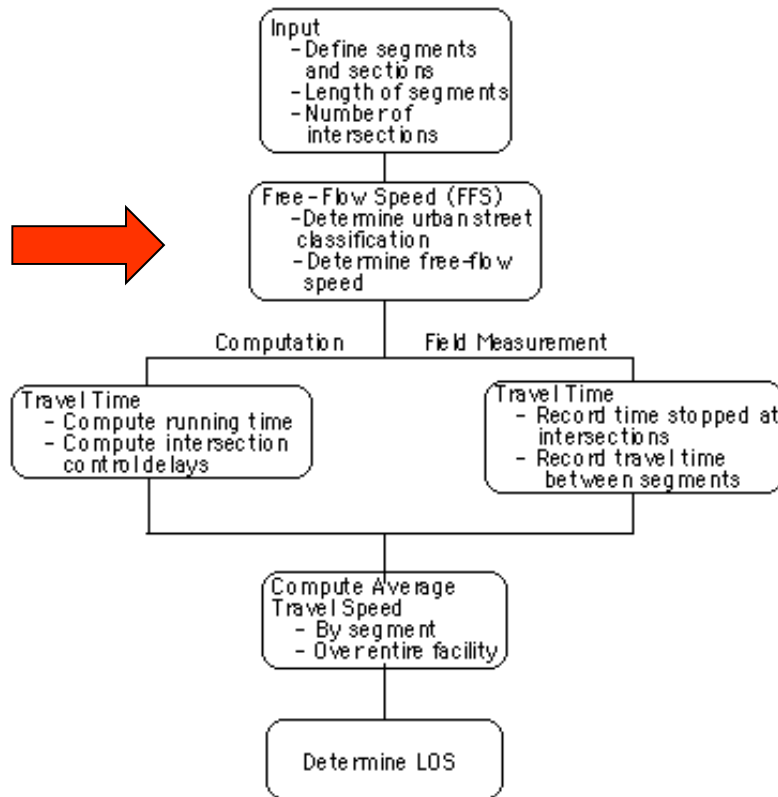 Input
- Define segments
and sections
- Length of segments
- Number of
intersections
Free-Flow Speed (FFS)
- Determine urban street
classification
- Determine free-flow
speed
Computation
Field Measurement
Travel Time
- Compute running time
- Compute intersection
control delays
Travel Time
- Record time stopped at
intersections
- Record travel time
between segments
Compute Average
Travel Speed
- By segment
- Over entire facility
Determine LOS